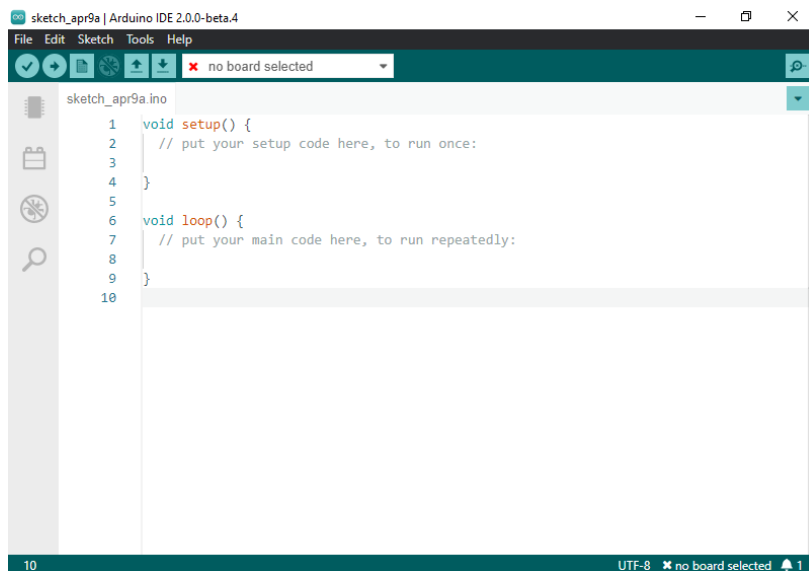 sketch_apr9a | Arduino IDE 2.0.0-beta.4
File Edit Sketch Tools Help
no board selected
sketch_apr9a.ino
1 void setup() {
2 // put your setup code here, to run once:
3
4 }
5
6 void loop() {
7 // put your main code here, to run repeatedly:
8
9 }
10
10 UTF-8 no board selected 1